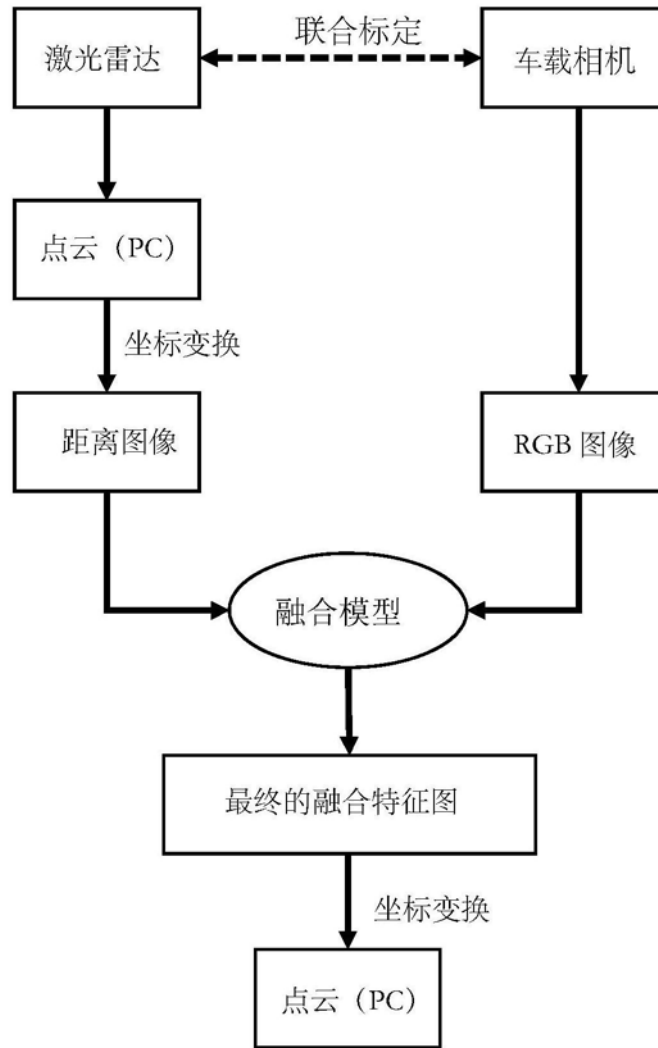 激光雷达
联合标定
车载相机
点云（PC）
坐标变换
距离图像
RGB 图像
融合模型
最终的融合特征图
坐标变换
点云（PC）